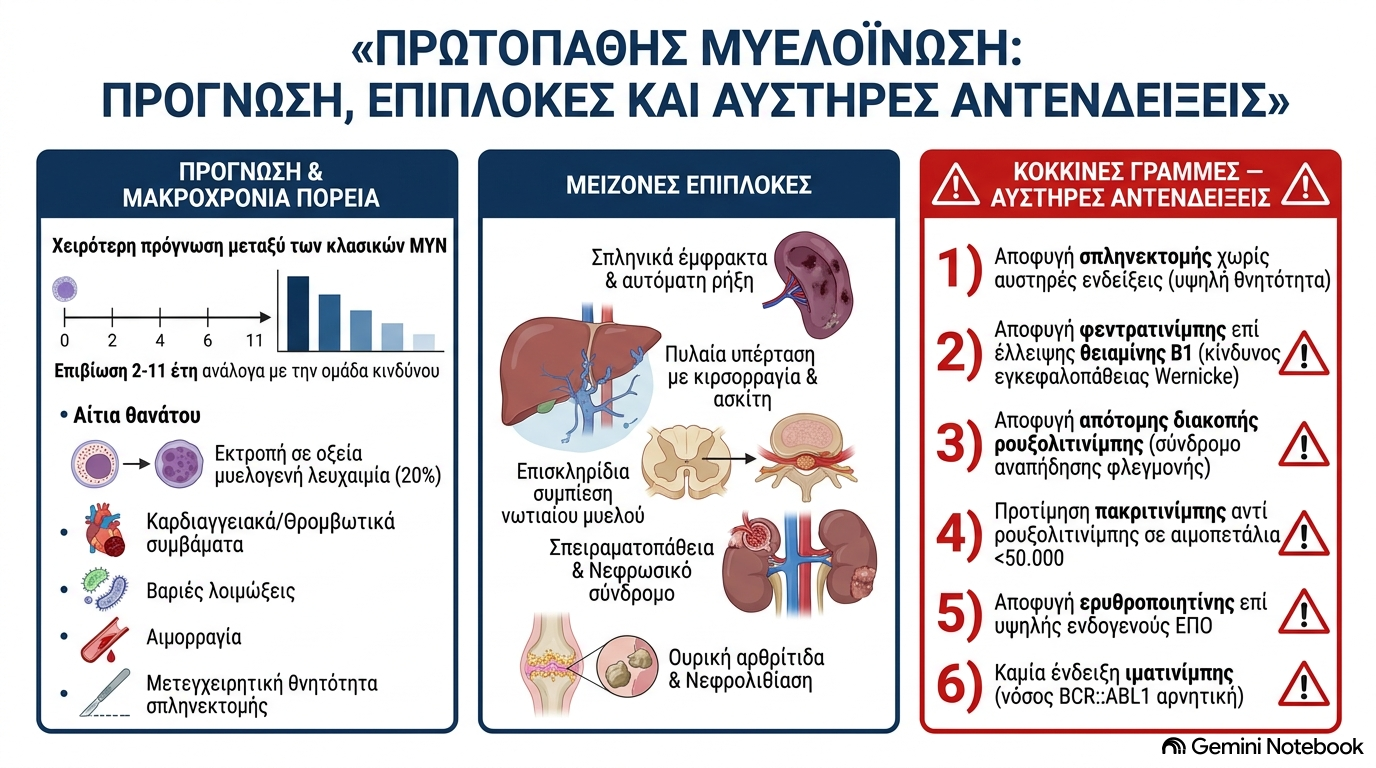 «ΠΡΩΤΟΠΑΘΗΣ ΜΥΕΛΟΪΝΩΣΗ:
ΠΡΟΓΝΩΣΗ, ΕΠΙΠΛΟΚΕΣ ΚΑΙ ΑΥΣΤΗΡΕΣ ΑΝΤΕΝΔΕΙΞΕΙΣ»
ΠΡΟΓΝΩΣΗ &
ΜΑΚΡΟΧΡΟΝΙΑ ΠΟΡΕΙΑ
Χειρότερη πρόγνωση μεταξύ των κλασικών ΜΥΝ
0 2 4 6 11
Επιβίωση 2-11 έτη ανάλογα με την ομάδα κινδύνου
• Αίτια θανάτου
Εκτροπή σε οξεία
μυελογενή λευχαιμία (20%)
• Καρδιαγγειακά/Θρομβωτικά
συμβάματα
• Βαριές λοιμώξεις
• Αιμορραγία
• Μετεγχειρητική θνητότητα
σπληνεκτομής
ΜΕΙΖΟΝΕΣ ΕΠΙΠΛΟΚΕΣ
Σπληνικά έμφρακτα
& αυτόματη ρήξη
Πυλαία υπέρταση
με κιρσορραγία &
ασκίτη
Επισκληρίδια
συμπίεση
νωτιαίου μυελού
Σπειραματοπάθεια
& Νεφρωσικό
σύνδρομο
Ουρική αρθρίτιδα
& Νεφρολιθίαση
ΚΟΚΚΙΝΕΣ ΓΡΑΜΜΕΣ –
ΑΥΣΤΗΡΕΣ ΑΝΤΕΝΔΕΙΞΕΙΣ
1) Αποφυγή σπληνεκτομής χωρίς
αυστηρές ενδείξεις (υψηλή θνητότητα)
2) Αποφυγή φεντρατινίμπης επί
έλλειψης θειαμίνης Β1 (κίνδυνος
εγκεφαλοπάθειας Wernicke)
3) Αποφυγή απότομης διακοπής
ρουξολιτινίμπης (σύνδρομο
αναπήδησης φλεγμονής)
4) Προτίμηση πακριτινίμπης αντί
ρουξολιτινίμπης σε αιμοπετάλια
<50.000
5) Αποφυγή ερυθροποιητίνης επί
υψηλής ενδογενούς ΕΠΟ
6) Καμία ένδειξη ιματινίμπης
(νόσος BCR::ABL1 αρνητική)
Gemini Notebook